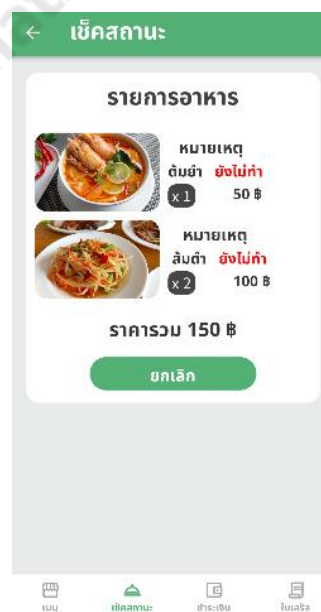 เช็คสถานะ
รายการอาหาร
หมายเหตุ
ต้มยำ ยังไม่ทำ
x 1 50 ฿
หมายเหตุ
ส้มตำ ยังไม่ทำ
x 2 100 ฿
ราคารวม 150 ฿
ยกเลิก
เมนู เช็คสถานะ ชำระเงิน ใบเสร็จ